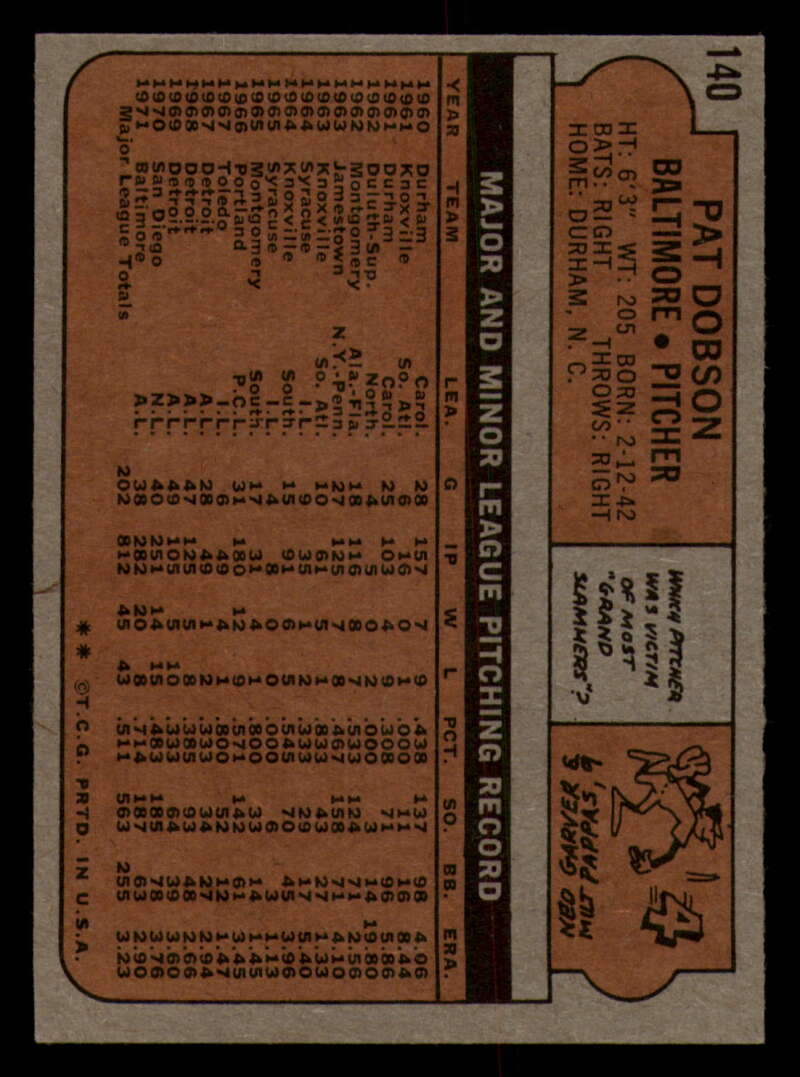 140
PAT DOBSON
BALTIMORE • PITCHER
HT: 6'3" WT: 205 BORN: 2-12-42
BATS: RIGHT THROWS: RIGHT
HOME: DURHAM, N. C.
WHICH PITCHER
WAS VICTIM
OF MOST
"GRAND
SLAMMERS"?
4
NED GARVER &
MILT PAPPAS, 9
MAJOR AND MINOR LEAGUE PITCHING RECORD
YEAR TEAM LEA. G IP W L PCT. SO. BB. ERA.
1960 Durham Carol. 28 157 7 9 .438 137 98 4.06
1961 Knoxville So. Atl. 6 16 0 1 .000 11 16 8.44
1961 Durham Carol. 25 103 4 9 .308 71 96 5.86
1962 Duluth-Sup. North. 4 5 0 2 .000 3 14 19.80
1962 Montgomery Ala.-Fla. 18 116 8 7 .533 124 71 2.56
1963 Jamestown N.Y.-Penn. 27 125 7 8 .467 158 71 4.10
1963 Knoxville So. Atl. 10 61 5 1 .833 43 27 1.33
1964 Syracuse I.L. 9 35 1 2 .333 29 17 5.40
1964 Knoxville South. 15 91 6 5 .545 70 45 3.96
1965 Syracuse I.L. 4 8 0 0 .000 6 3 1.13
1965 Montgomery South. 17 31 4 1 .800 33 14 1.45
1966 Portland P.C.L. 31 180 12 9 .571 142 61 3.45
1967 Toledo I.L. 6 49 4 1 .800 52 12 1.47
1967 Detroit A.L. 28 49 1 2 .333 34 27 2.94
1968 Detroit A.L. 47 125 5 8 .385 93 48 2.66
1969 Detroit A.L. 49 105 5 10 .333 64 39 3.60
1970 San Diego N.L. 40 251 14 15 .483 185 78 3.76
1971 Baltimore A.L. 38 282 20 8 .714 187 63 2.90
Major League Totals 202 812 45 43 .511 563 255 3.23
** ©T.C.G. PRTD. IN U.S.A.